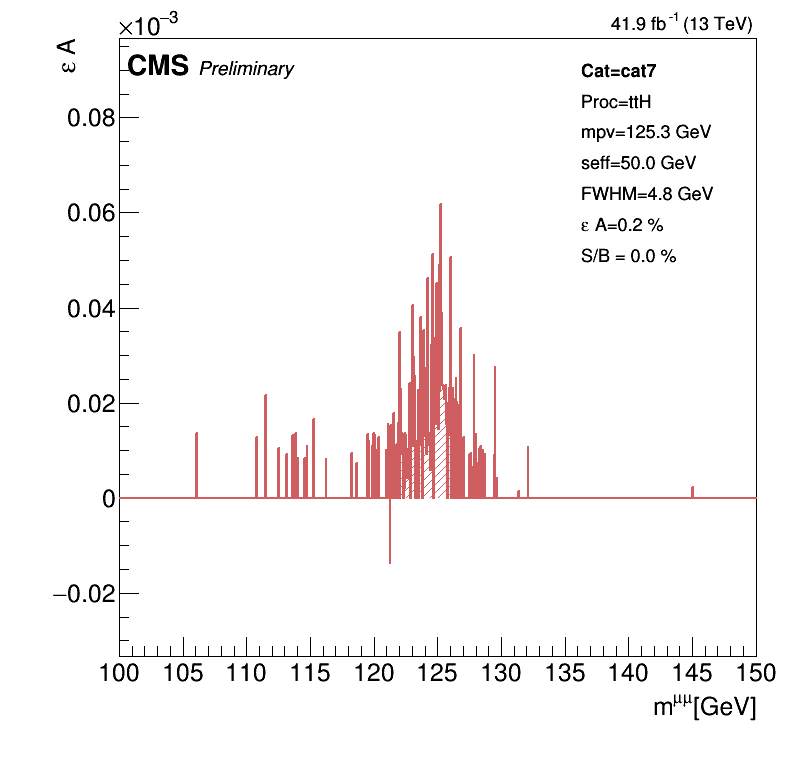 ×10⁻³
41.9 fb⁻¹ (13 TeV)
ε A
CMS Preliminary
Cat=cat7
Proc=ttH
mpv=125.3 GeV
seff=50.0 GeV
FWHM=4.8 GeV
ε A=0.2 %
S/B = 0.0 %
0.08
0.06
0.04
0.02
0
−0.02
100 105 110 115 120 125 130 135 140 145 150
m^μμ[GeV]